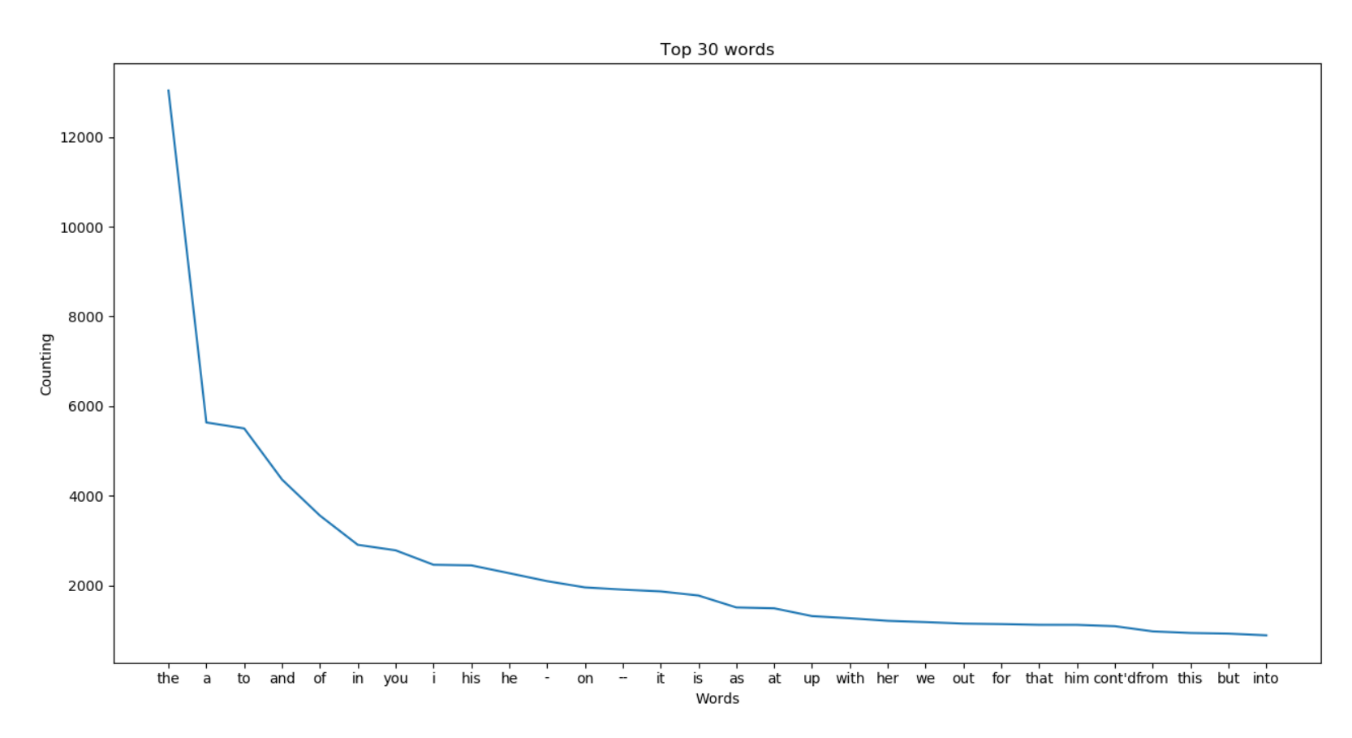 Top 30 words
12000
10000
8000
6000
4000
2000
Counting
the a to and of in you i his he - on -- it is as at up with her we out for that him cont'd from this but into
Words